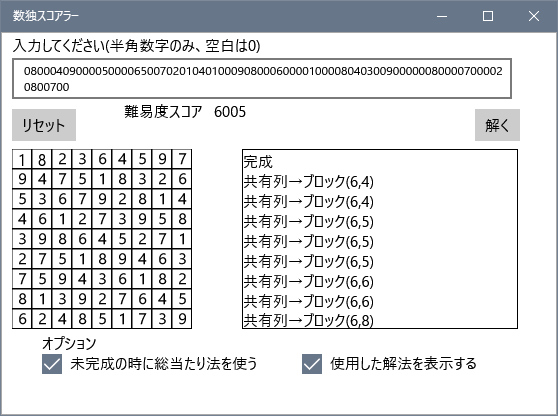 数独スコアラー
入力してください(半角数字のみ、空白は0)
0800040900005000065007020104010009080006000010008040300900000080000700002
0800700
難易度スコア 6005
リセット
解く
1 8 2 3 6 4 5 9 7
9 4 7 5 1 8 3 2 6
5 3 6 7 9 2 8 1 4
4 6 1 2 7 3 9 5 8
3 9 8 6 4 5 2 7 1
2 7 5 1 8 9 4 6 3
7 5 9 4 3 6 1 8 2
8 1 3 9 2 7 6 4 5
6 2 4 8 5 1 7 3 9
完成
共有列→ブロック(6,4)
共有列→ブロック(6,4)
共有列→ブロック(6,5)
共有列→ブロック(6,5)
共有列→ブロック(6,5)
共有列→ブロック(6,6)
共有列→ブロック(6,6)
共有列→ブロック(6,8)
オプション
未完成の時に総当たり法を使う
使用した解法を表示する